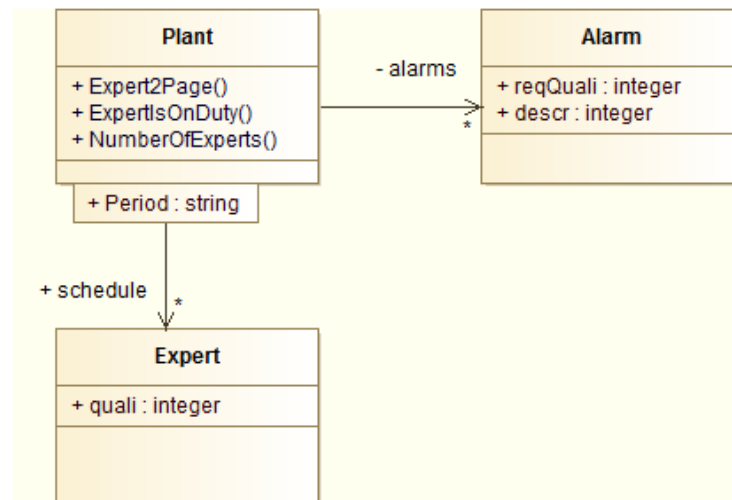 Plant
+ Expert2Page()
+ ExpertIsOnDuty()
+ NumberOfExperts()
+ Period : string
- alarms
*
Alarm
+ reqQuali : integer
+ descr : integer
+ schedule
*
Expert
+ quali : integer